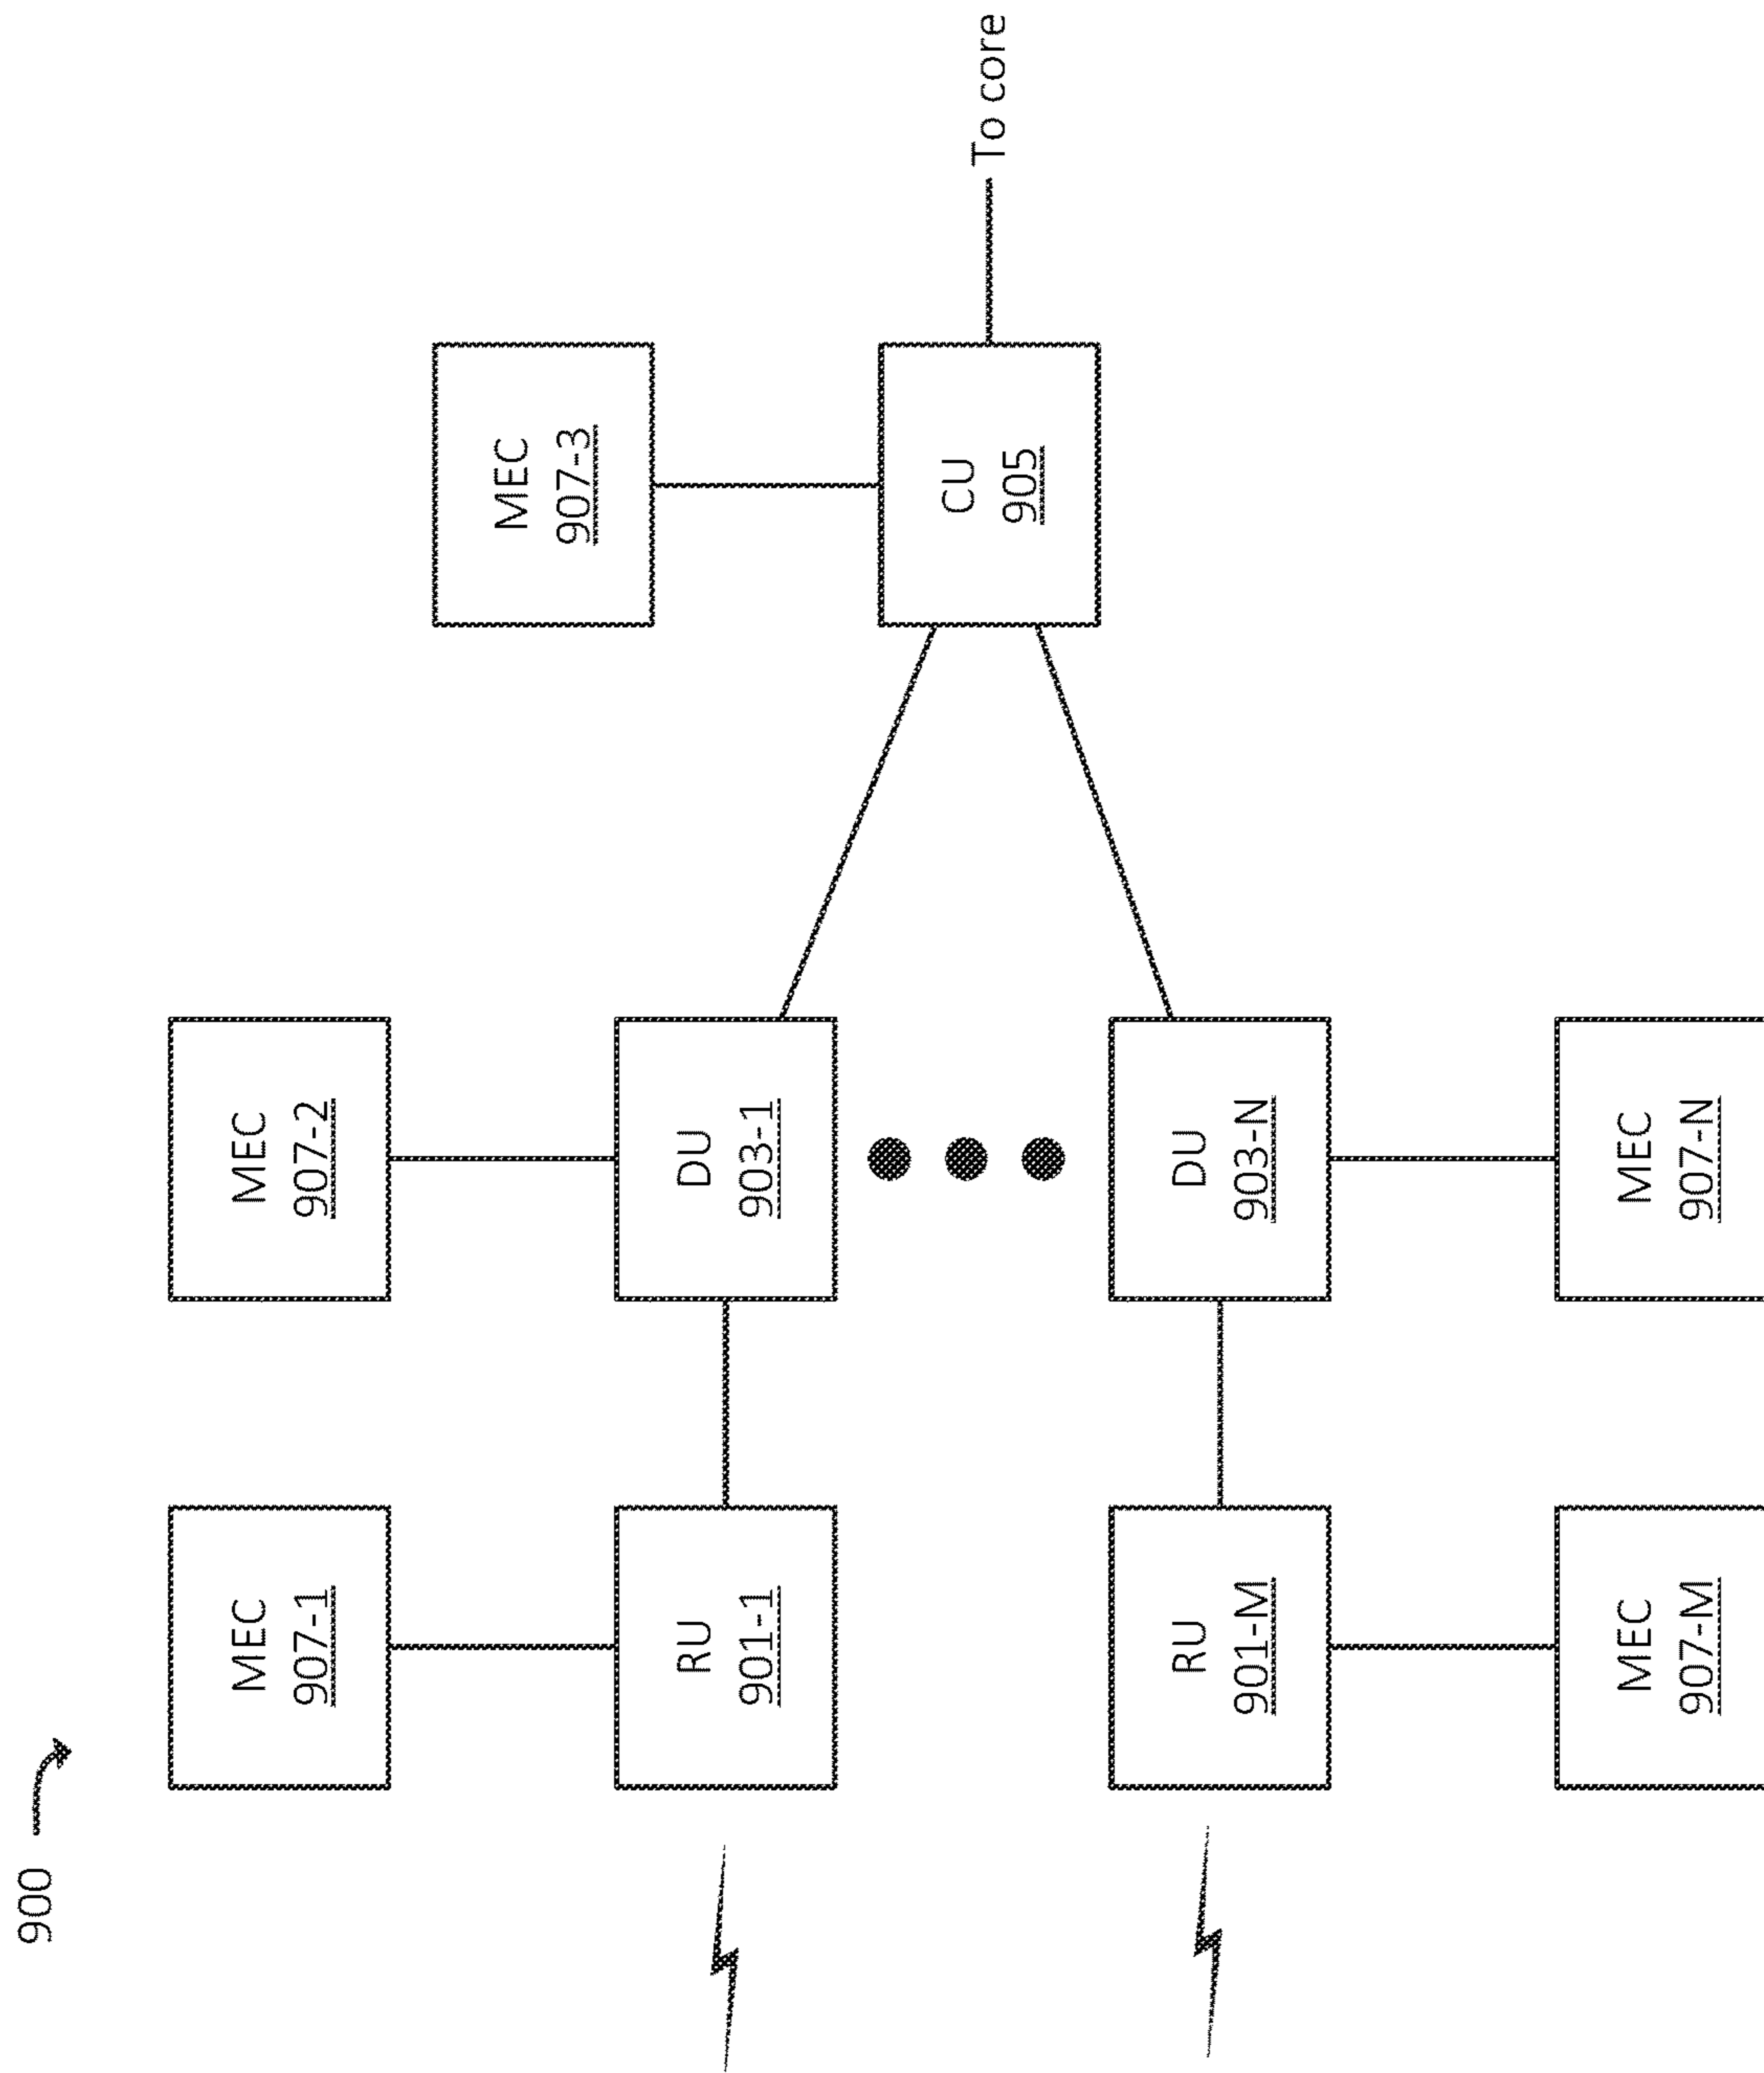 900
MEC
907-1
MEC
907-2
MEC
907-3
RU
901-1
DU
903-1
CU
905
To core
RU
901-M
DU
903-N
MEC
907-M
MEC
907-N